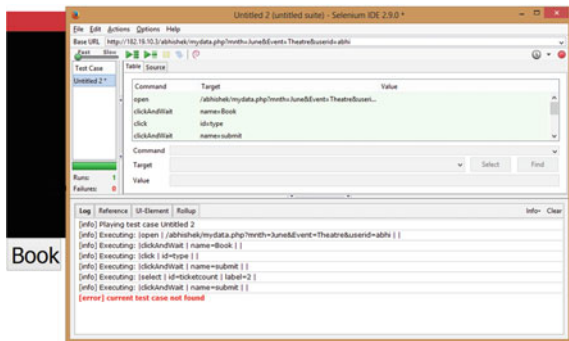 Untitled 2 (untitled suite) - Selenium IDE 2.9.0 *
File Edit Actions Options Help
Base URL http://182.19.10.3/abhishek/mydata.php?mnth=June&Event=Theatre&userid=abhi
Fast Slow
Test Case
Untitled 2 *
Table Source
Command Target Value
open /abhishek/mydata.php?mnth=June&Event=Theatre&useri...
clickAndWait name=Book
click id=type
clickAndWait name=submit
Command
Target Select Find
Value
Runs: 1
Failures: 0
Log Reference UI-Element Rollup Info- Clear
[info] Playing test case Untitled 2
[info] Executing: |open | /abhishek/mydata.php?mnth=June&Event=Theatre&userid=abhi | |
[info] Executing: |clickAndWait | name=Book | |
[info] Executing: |click | id=type | |
[info] Executing: |clickAndWait | name=submit | |
[info] Executing: |select | id=ticketcount | label=2 |
[info] Executing: |clickAndWait | name=submit | |
[error] current test case not found
Book